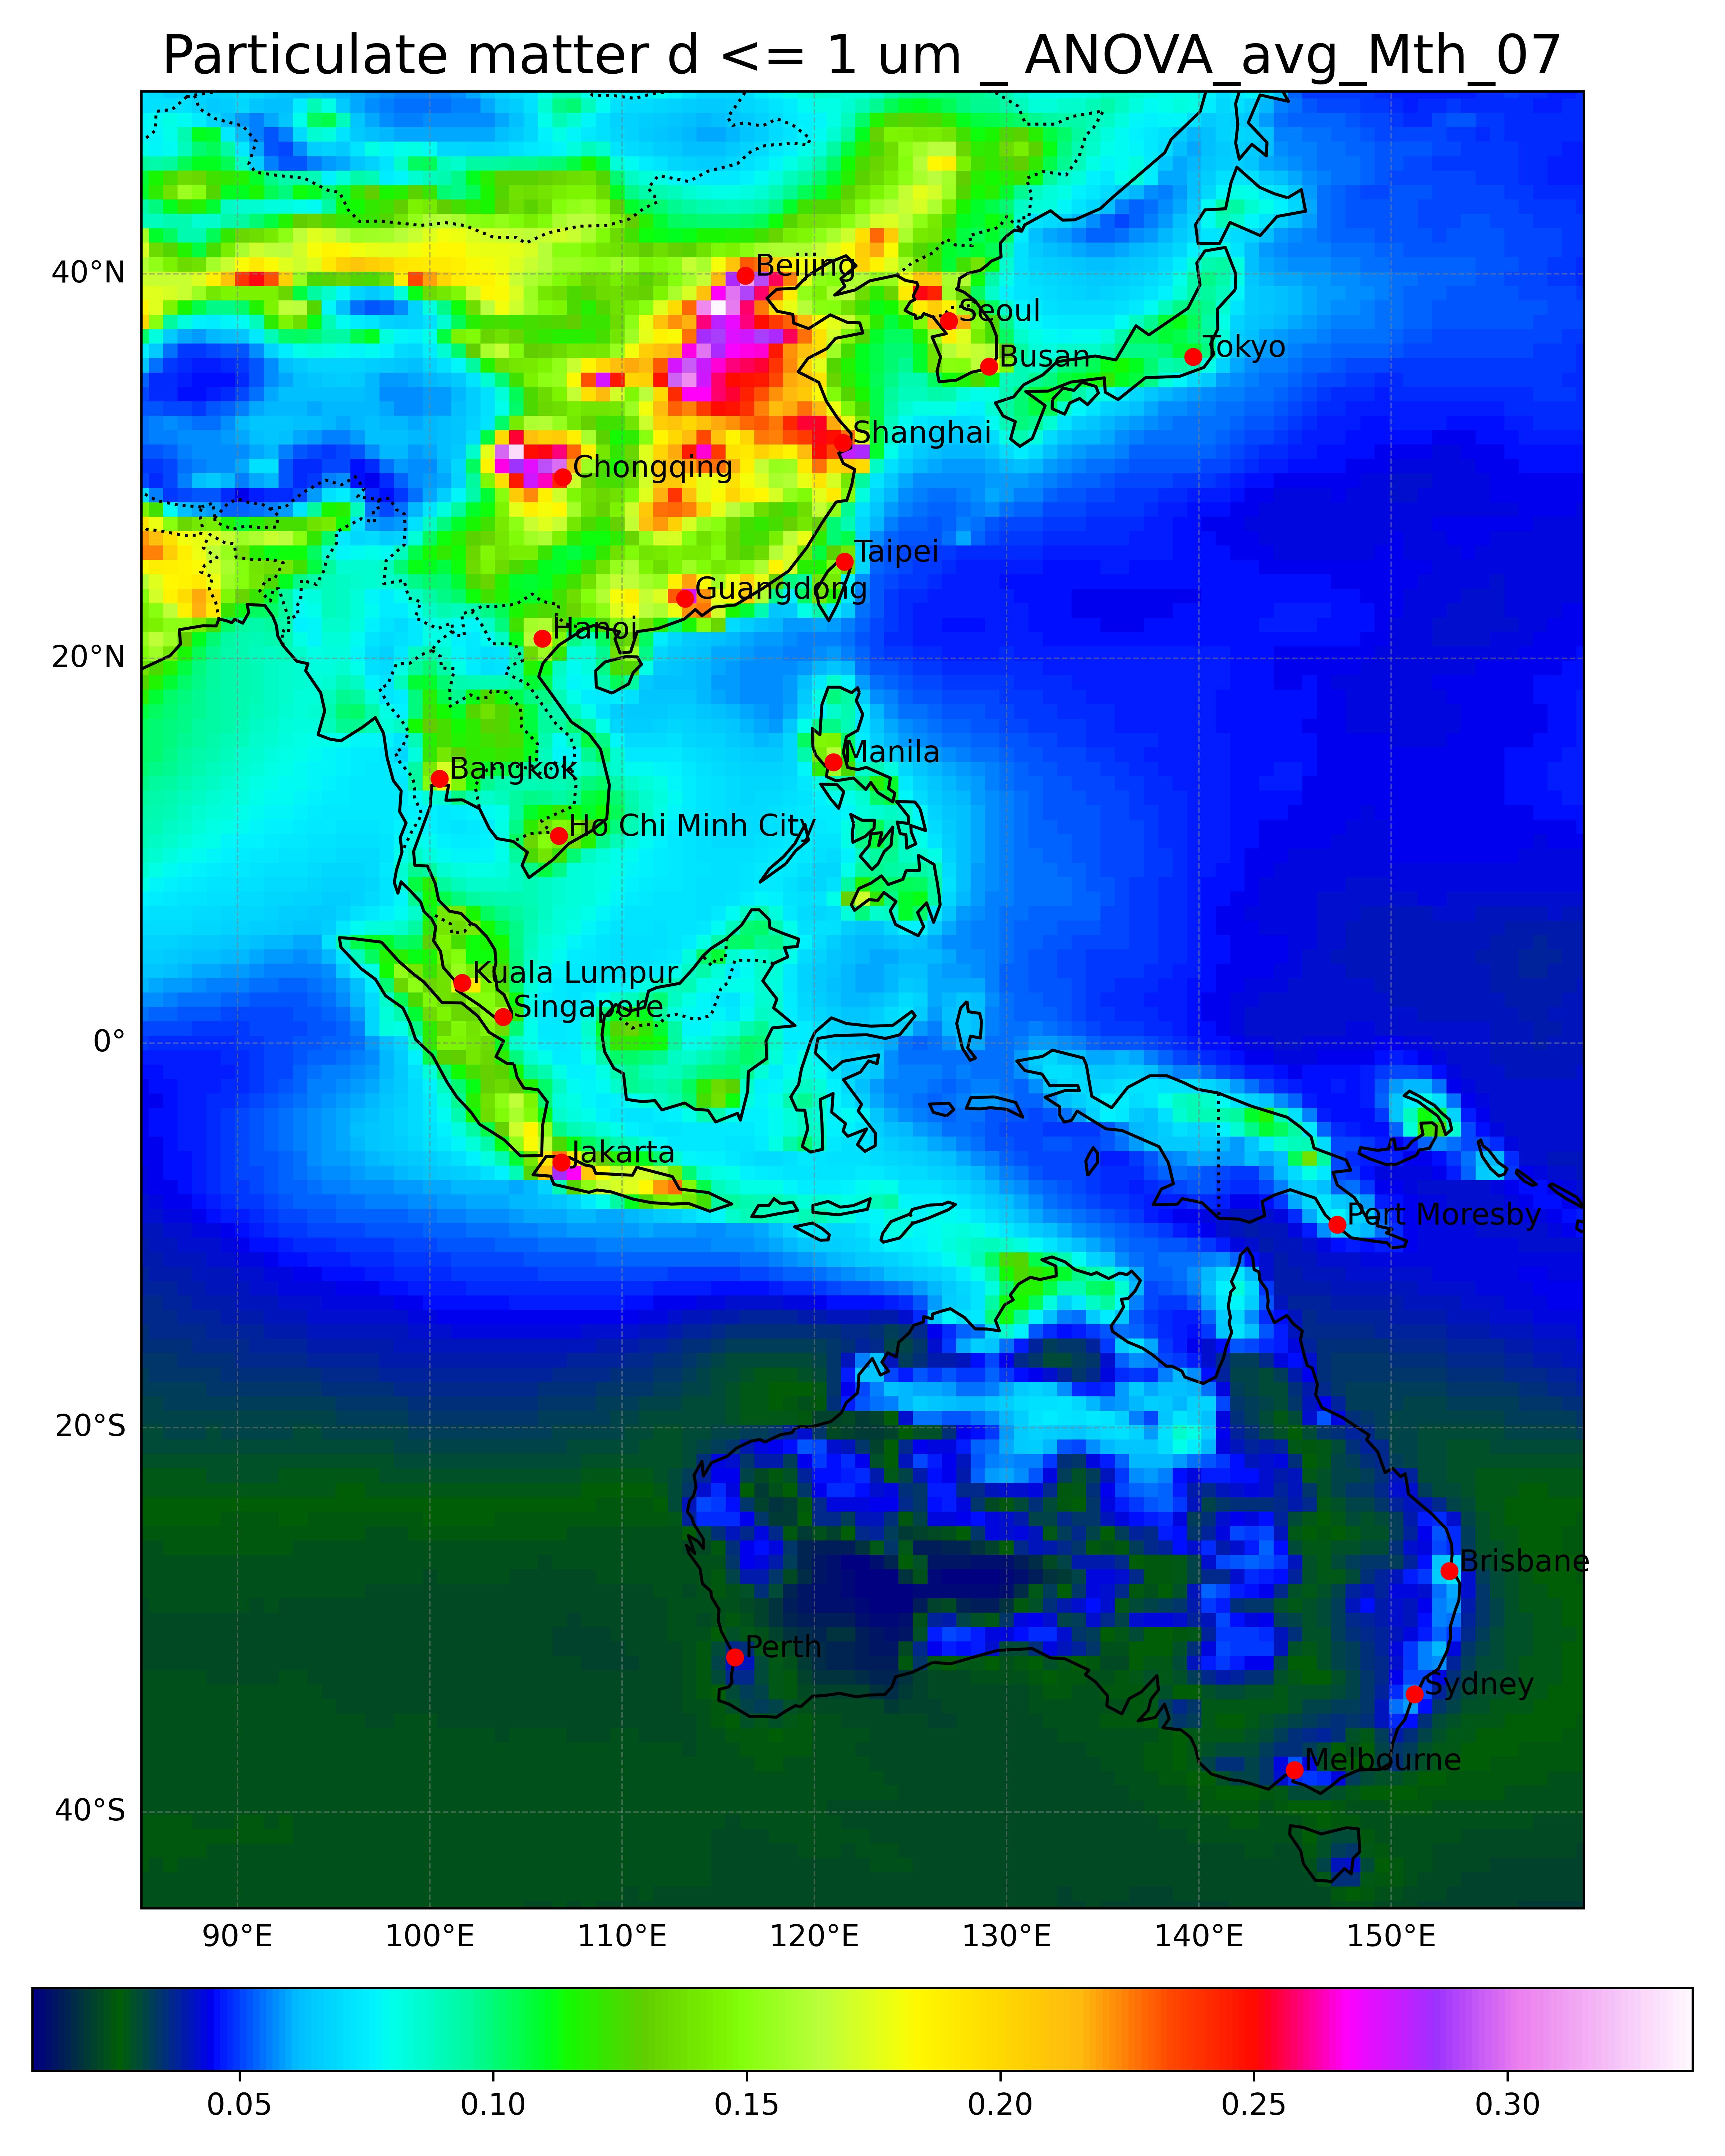 Particulate matter d <= 1 um _ ANOVA_avg_Mth_07
40°N
20°N
0°
20°S
40°S
Beijing
Seoul
Busan
Tokyo
Shanghai
Chongqing
Taipei
Guangdong
Hanoi
Manila
Bangkok
Ho Chi Minh City
Kuala Lumpur
Singapore
Jakarta
Port Moresby
Brisbane
Perth
Sydney
Melbourne
90°E 100°E 110°E 120°E 130°E 140°E 150°E
0.05 0.10 0.15 0.20 0.25 0.30